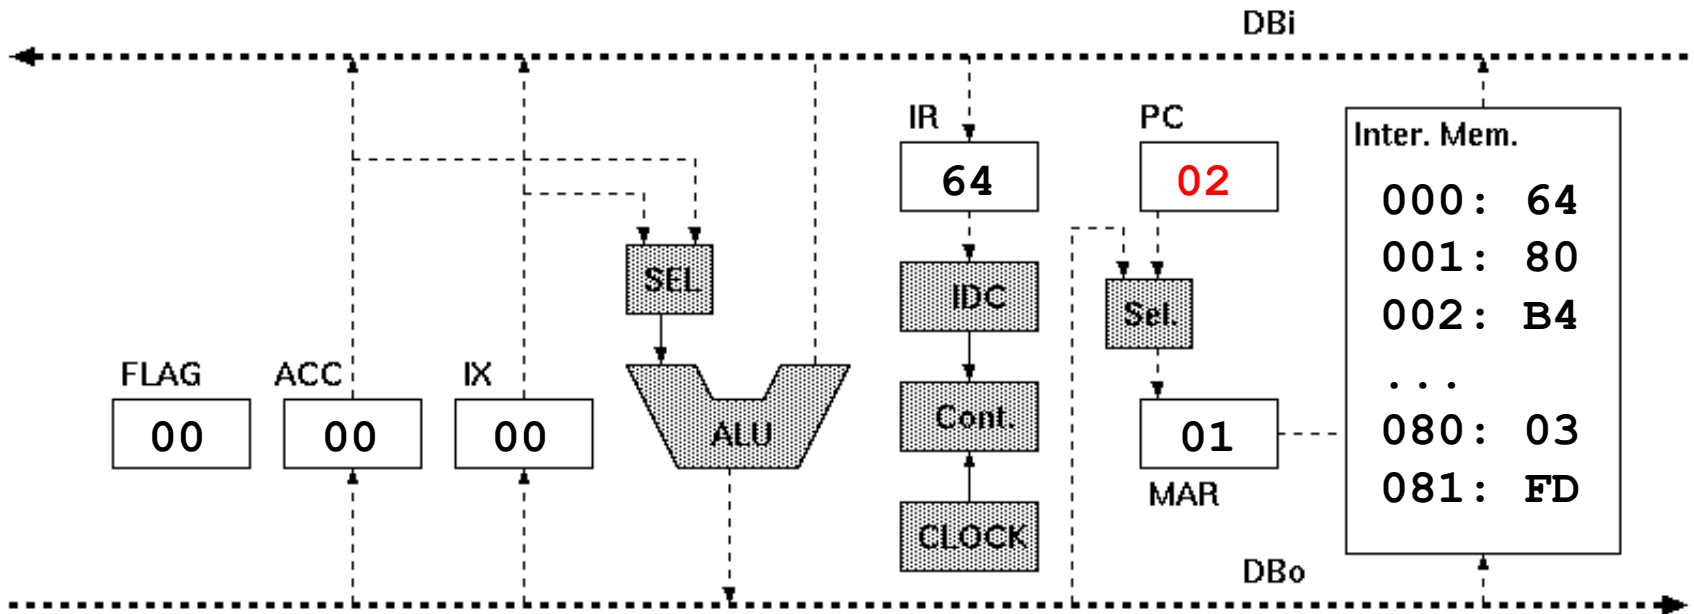 DBi
IR
64
PC
02
Inter. Mem.
000: 64
001: 80
002: B4
...
080: 03
081: FD
SEL
IDC
Sel.
FLAG
00
ACC
00
IX
00
ALU
Cont.
01
MAR
CLOCK
DBo